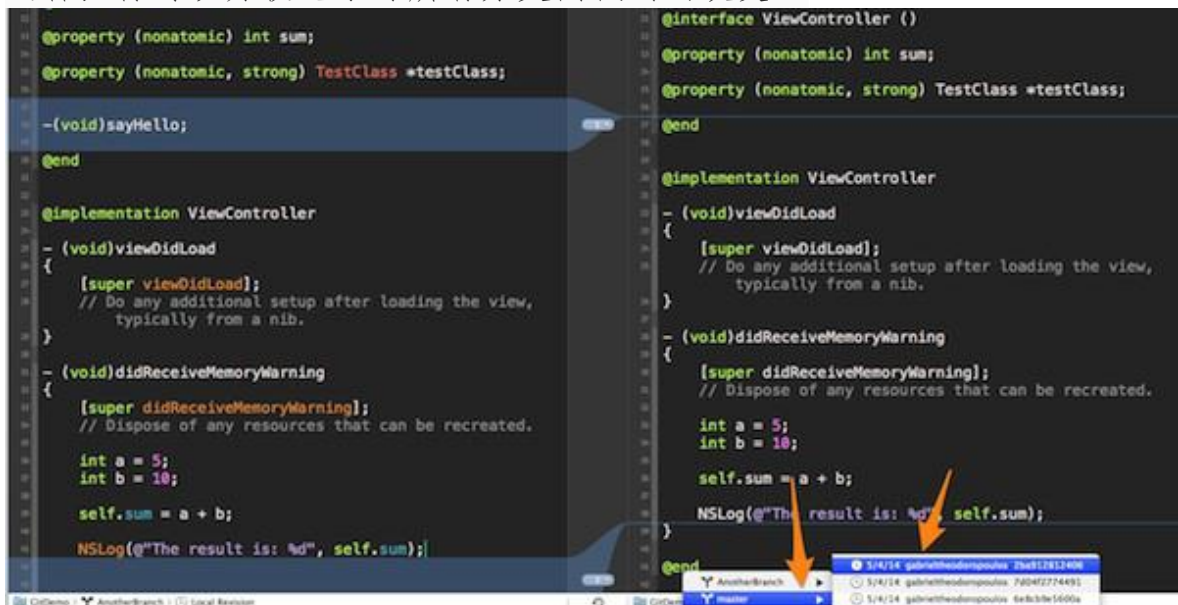 @property (nonatomic) int sum;
@property (nonatomic, strong) TestClass *testClass;
-(void)sayHello;
@end
@implementation ViewController
- (void)viewDidLoad
{
[super viewDidLoad];
// Do any additional setup after loading the view,
typically from a nib.
}
- (void)didReceiveMemoryWarning
{
[super didReceiveMemoryWarning];
// Dispose of any resources that can be recreated.
int a = 5;
int b = 10;
self.sum = a + b;
NSLog(@"The result is: %d", self.sum);
GitDemo AnotherBranch Local Revision
@interface ViewController ()
@property (nonatomic) int sum;
@property (nonatomic, strong) TestClass *testClass;
@end
@implementation ViewController
- (void)viewDidLoad
{
[super viewDidLoad];
// Do any additional setup after loading the view,
typically from a nib.
}
- (void)didReceiveMemoryWarning
{
[super didReceiveMemoryWarning];
// Dispose of any resources that can be recreated.
int a = 5;
int b = 10;
self.sum = a + b;
NSLog(@"The result is: %d", self.sum);
}
@end
AnotherBranch
master
5/4/14 gabrieltheodoropoulos 2ba912812406
5/4/14 gabrieltheodoropoulos 7d04f2774491
5/4/14 gabrieltheodoropoulos